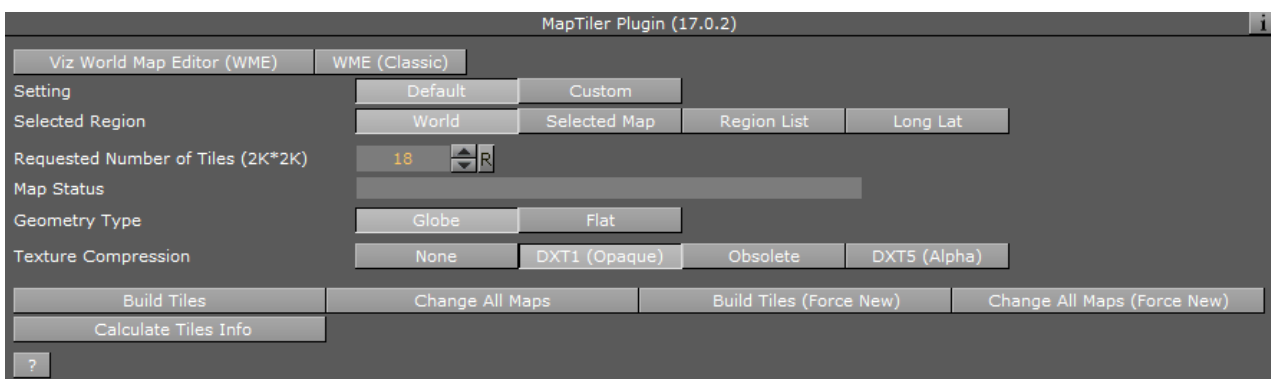 MapTiler Plugin (17.0.2) i
Viz World Map Editor (WME) WME (Classic)
Setting Default Custom
Selected Region World Selected Map Region List Long Lat
Requested Number of Tiles (2K*2K) 18 R
Map Status
Geometry Type Globe Flat
Texture Compression None DXT1 (Opaque) Obsolete DXT5 (Alpha)
Build Tiles Change All Maps Build Tiles (Force New) Change All Maps (Force New)
Calculate Tiles Info
?